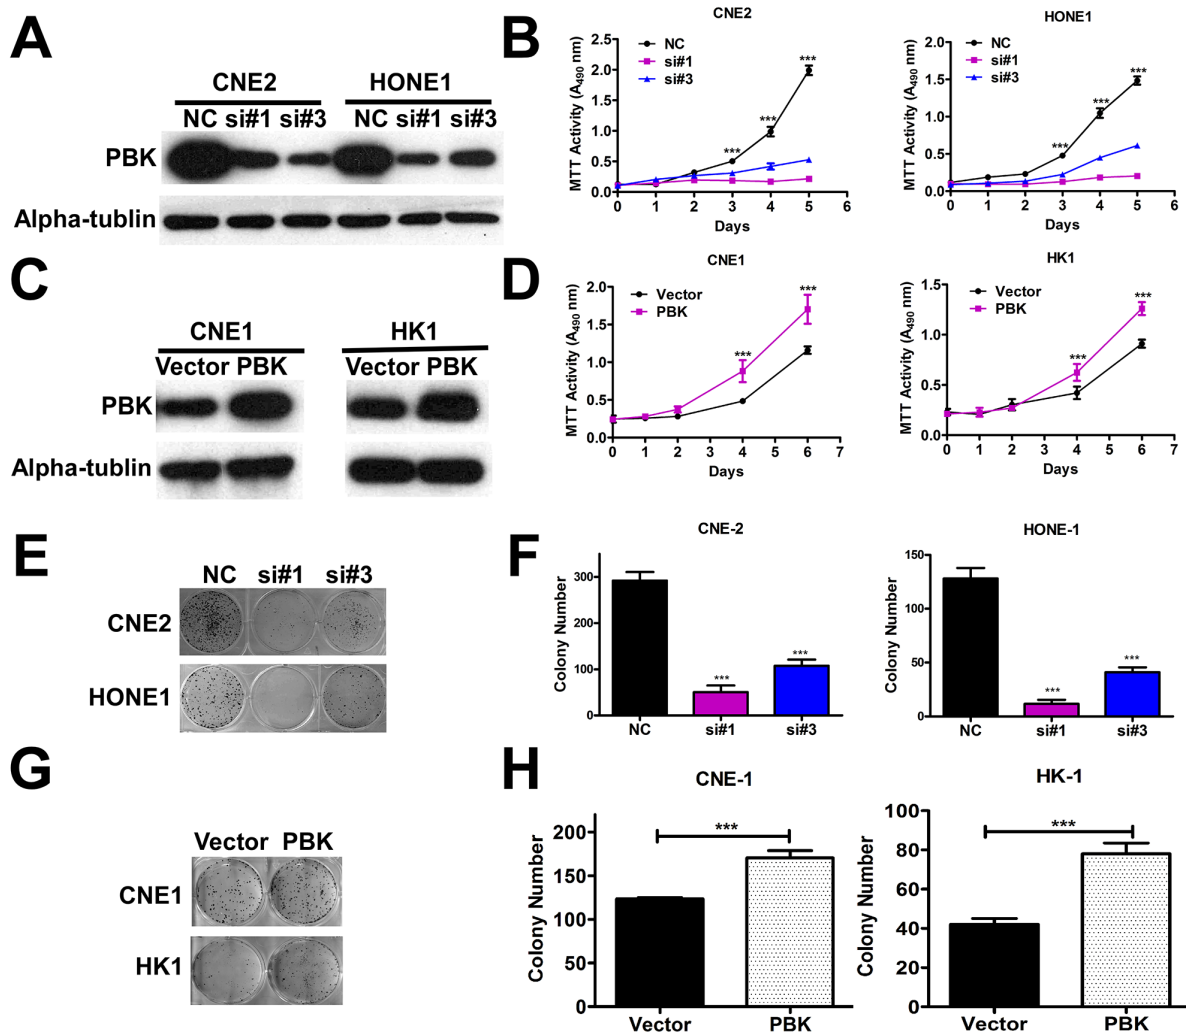 A
CNE2 HONE1
NC si#1 si#3 NC si#1 si#3
PBK
Alpha-tublin
B
CNE2
NC
si#1
si#3
MTT Activity (A490 nm)
2.5
2.0
1.5
1.0
0.5
0.0
0 1 2 3 4 5 6
Days
*** *** ***
HONE1
NC
si#1
si#3
MTT Activity (A490 nm)
2.0
1.5
1.0
0.5
0.0
0 1 2 3 4 5 6
Days
*** *** ***
C
CNE1 HK1
Vector PBK Vector PBK
PBK
Alpha-tublin
D
CNE1
Vector
PBK
MTT Activity (A490 nm)
2.0
1.5
1.0
0.5
0.0
0 1 2 3 4 5 6 7
Days
*** ***
HK1
Vector
PBK
MTT Activity (A490 nm)
1.5
1.0
0.5
0.0
0 1 2 3 4 5 6 7
Days
*** ***
E
NC si#1 si#3
CNE2
HONE1
F
CNE-2
Colony Number
300
200
100
0
*** ***
NC si#1 si#3
HONE-1
Colony Number
150
100
50
0
*** ***
NC si#1 si#3
G
Vector PBK
CNE1
HK1
H
CNE-1
Colony Number
200
150
100
50
0
***
Vector PBK
HK-1
Colony Number
100
80
60
40
20
0
***
Vector PBK